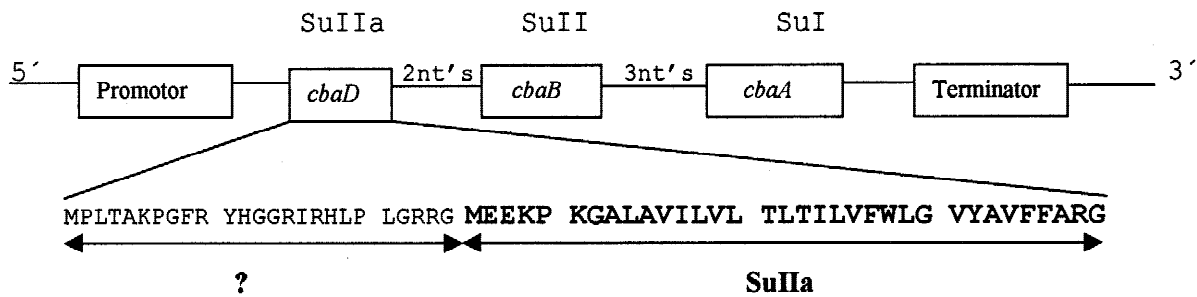 SuIIa SuII SuI
5´ Promotor cbaD 2nt's cbaB 3nt's cbaA Terminator 3´
MPLTAKPGFR YHGGRIRHLP LGRRG MEEKP KGALAVILVL TLTILVFWLG VYAVFFARG
? SuIIa